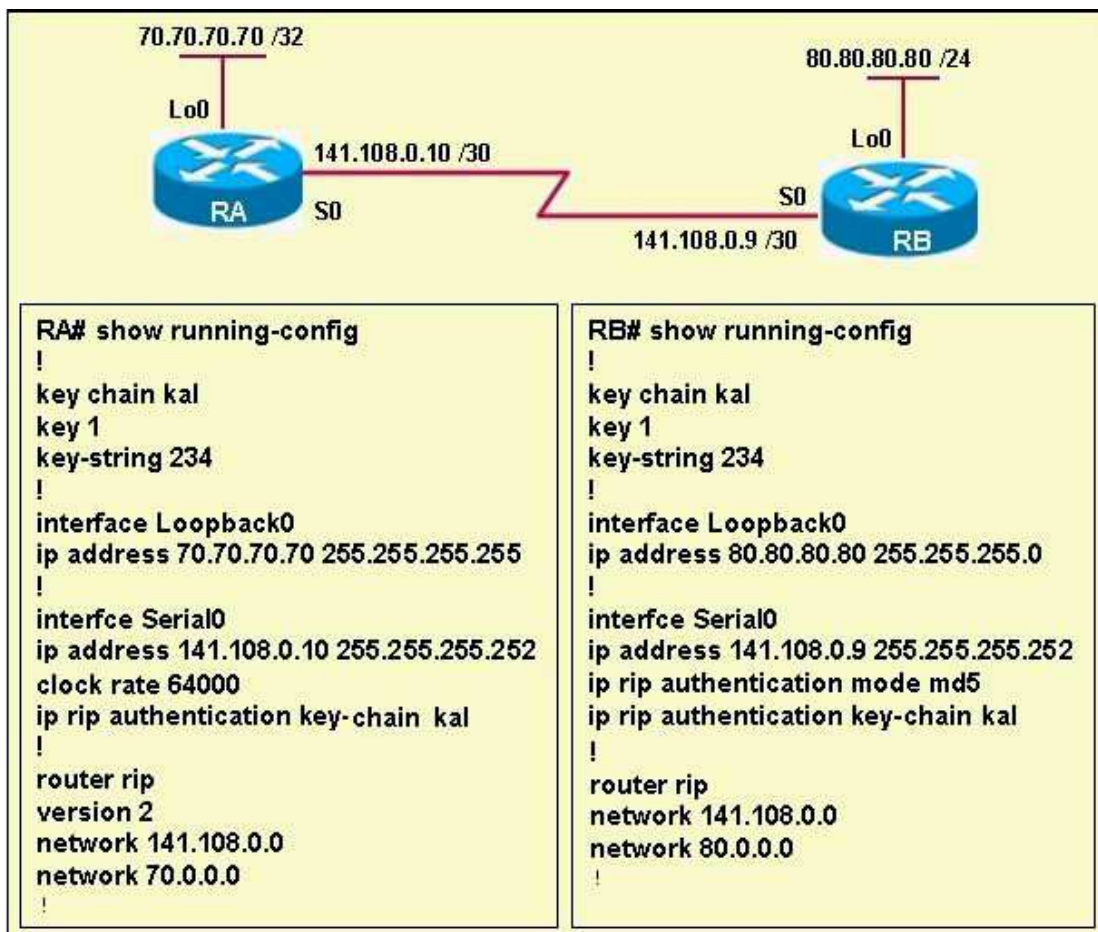 70.70.70.70 /32
80.80.80.80 /24
Lo0
Lo0
141.108.0.10 /30
S0
S0
RA
141.108.0.9 /30
RB
RA# show running-config
!
key chain kal
key 1
key-string 234
!
interface Loopback0
ip address 70.70.70.70 255.255.255.255
!
interfce Serial0
ip address 141.108.0.10 255.255.255.252
clock rate 64000
ip rip authentication key-chain kal
!
router rip
version 2
network 141.108.0.0
network 70.0.0.0
!
RB# show running-config
!
key chain kal
key 1
key-string 234
!
interface Loopback0
ip address 80.80.80.80 255.255.255.0
!
interfce Serial0
ip address 141.108.0.9 255.255.255.252
ip rip authentication mode md5
ip rip authentication key-chain kal
!
router rip
network 141.108.0.0
network 80.0.0.0
!